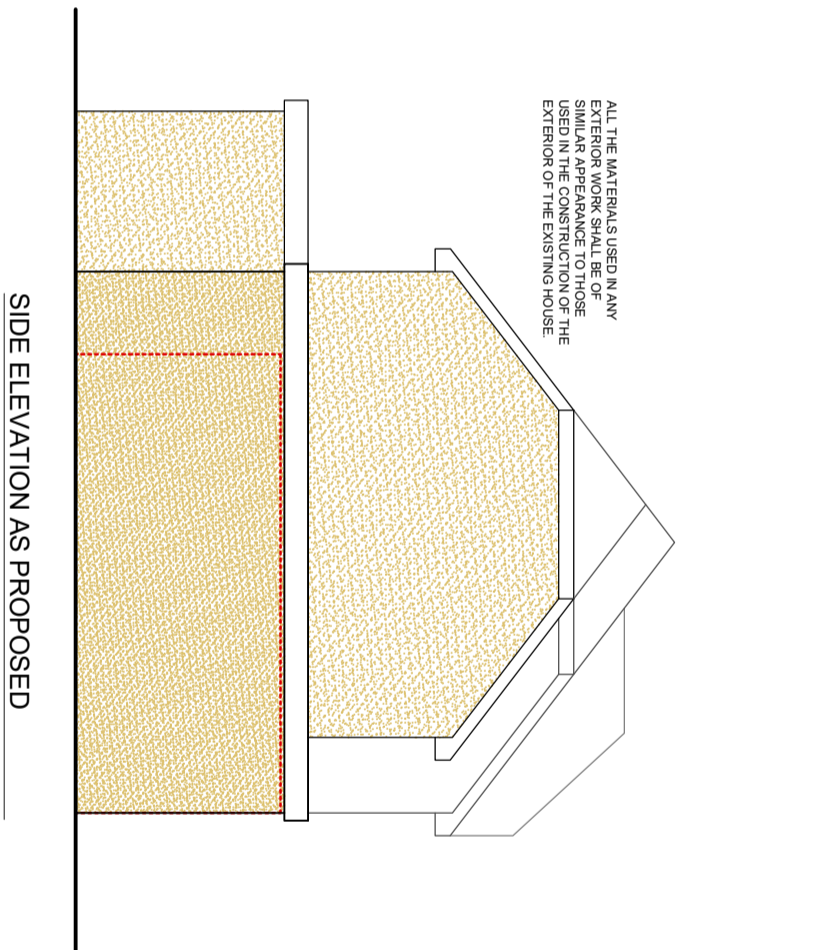 ALL THE MATERIALS USED IN ANY
EXTERIOR WORK SHALL BE OF
SIMILAR APPEARANCE TO THOSE
USED IN THE CONSTRUCTION OF THE
EXTERIOR OF THE EXISTING HOUSE.
SIDE ELEVATION AS PROPOSED